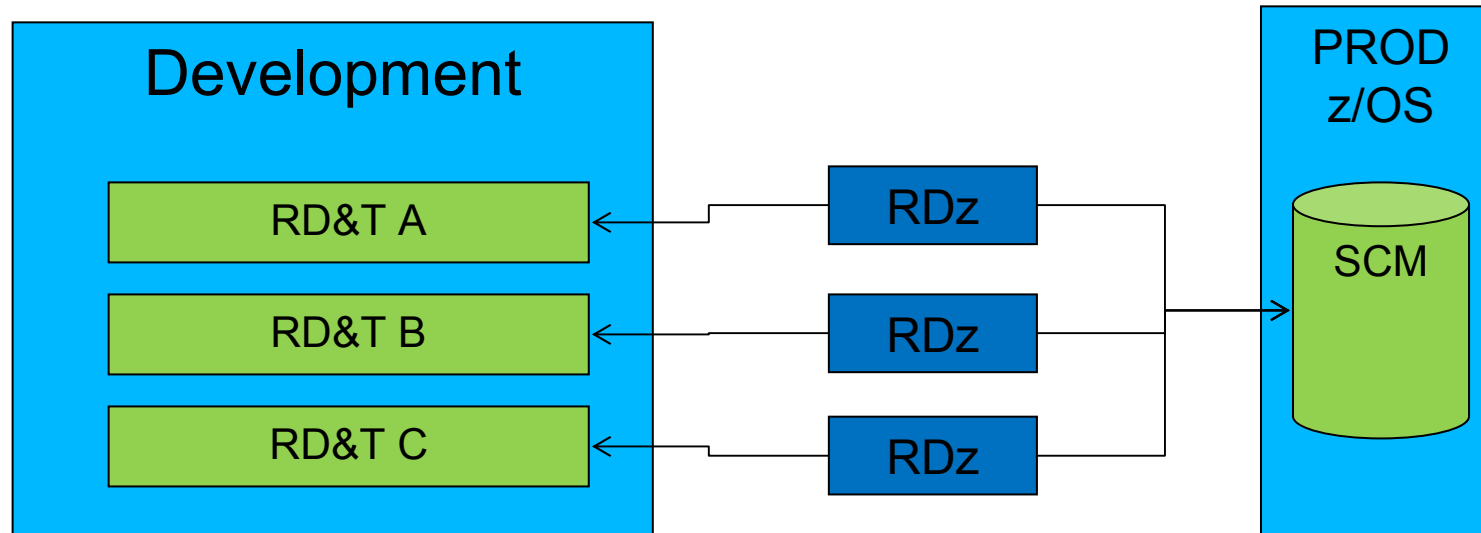 Development
RD&T A
RD&T B
RD&T C
RDz
RDz
RDz
PROD
z/OS
SCM